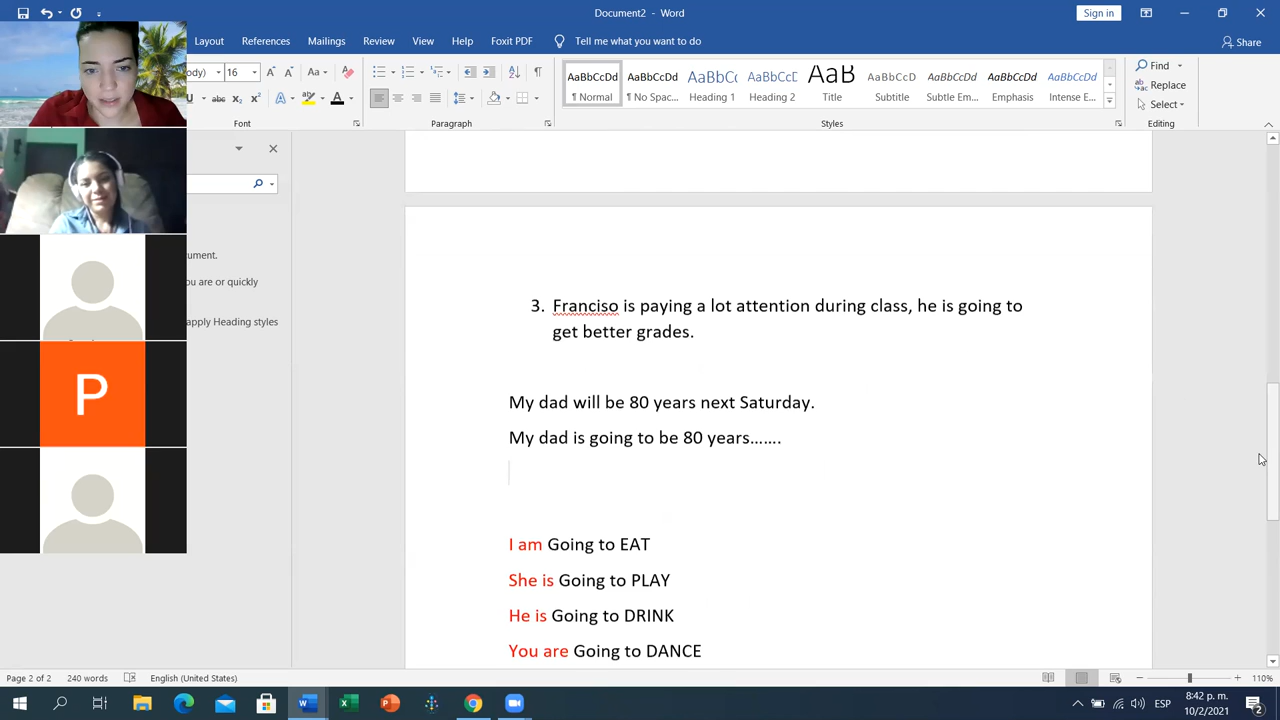 Document2 - Word
Sign in
Layout References Mailings Review View Help Foxit PDF Tell me what you want to do
Share
16
Aa
AaBbCcDd AaBbCcDd AaBbC( AaBbCcD AaB AaBbCcDd AaBbCcDd AaBbCcDd AaBbCcDd
¶ Normal ¶ No Spac... Heading 1 Heading 2 Title Subtitle Subtle Em... Emphasis Intense E...
Find
Replace
Select
Font Paragraph Styles Editing
cument.
ou are or quickly
apply Heading styles
P
3. Franciso is paying a lot attention during class, he is going to
get better grades.
My dad will be 80 years next Saturday.
My dad is going to be 80 years…….
I am Going to EAT
She is Going to PLAY
He is Going to DRINK
You are Going to DANCE
Page 2 of 2 240 words English (United States)
110%
ESP
8:42 p. m.
10/2/2021
2